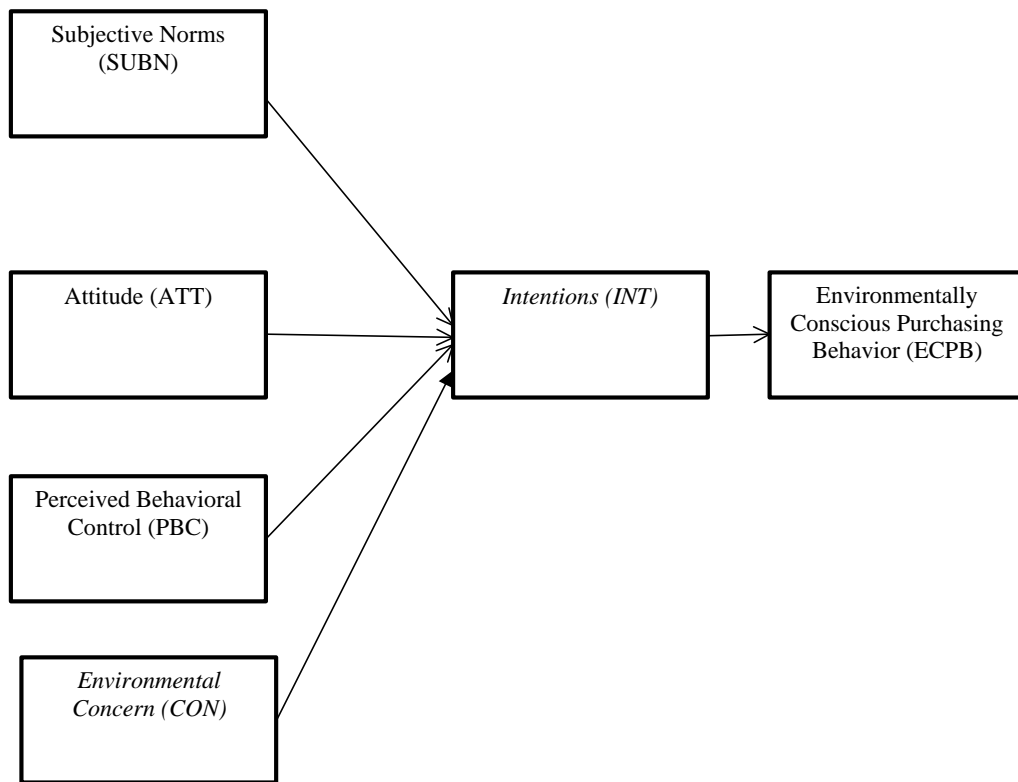 Subjective Norms
(SUBN)
Attitude (ATT)
Intentions (INT)
Environmentally
Conscious Purchasing
Behavior (ECPB)
Perceived Behavioral
Control (PBC)
Environmental
Concern (CON)